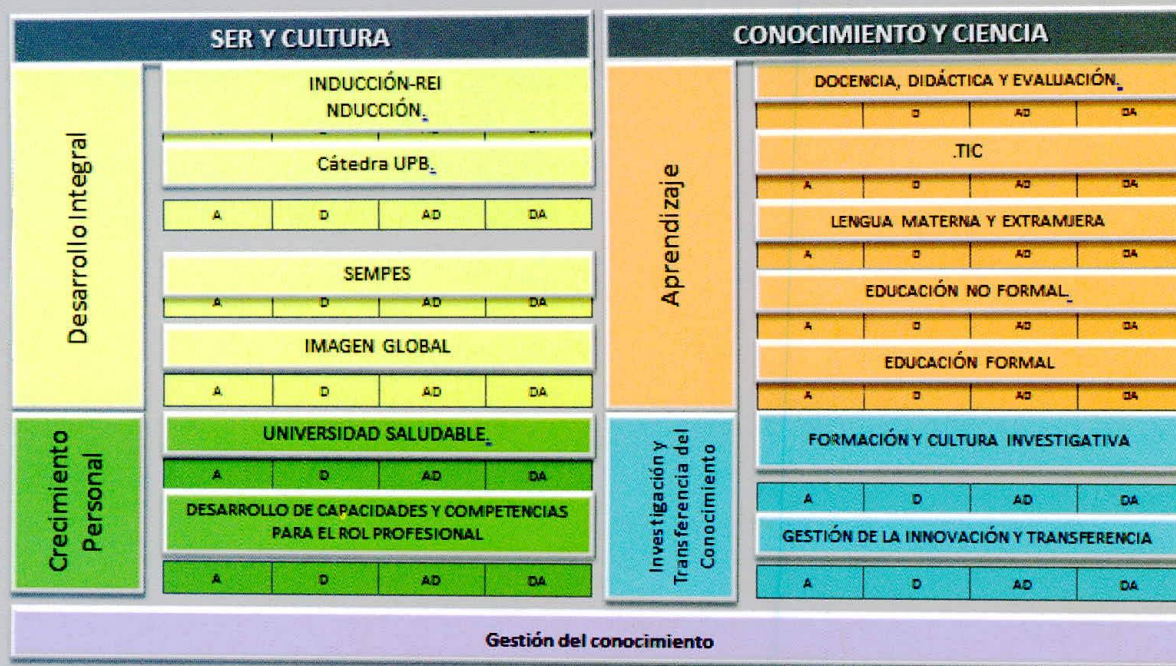 SER Y CULTURA
Desarrollo Integral
INDUCCIÓN-REI
NDUCCIÓN.
Cátedra UPB.
A D AD DA
SEMPES
A D AD DA
IMAGEN GLOBAL
A D AD DA
Crecimiento
Personal
UNIVERSIDAD SALUDABLE.
A D AD DA
DESARROLLO DE CAPACIDADES Y COMPETENCIAS
PARA EL ROL PROFESIONAL
A D AD DA
CONOCIMIENTO Y CIENCIA
Aprendizaje
DOCENCIA, DIDÁCTICA Y EVALUACIÓN.
D AD DA
.TIC
A D AD DA
LENGUA MATERNA Y EXTRAMJERA
A D AD DA
EDUCACIÓN NO FORMAL.
A D AD DA
EDUCACIÓN FORMAL
A D AD DA
Investigación y
Transferencia del
Conocimiento
FORMACIÓN Y CULTURA INVESTIGATIVA
A D AD DA
GESTIÓN DE LA INNOVACIÓN Y TRANSFERENCIA
A D AD DA
Gestión del conocimiento